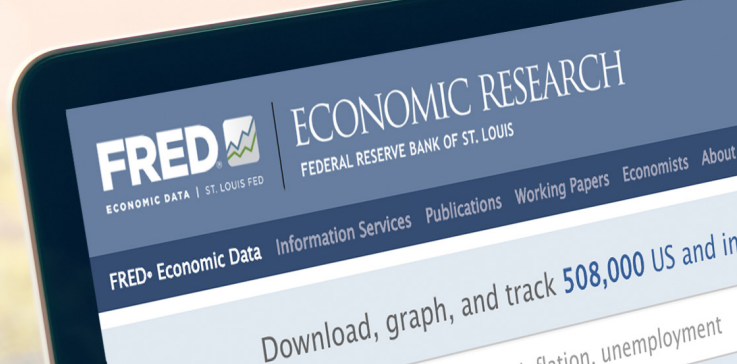 FRED
ECONOMIC DATA | ST. LOUIS FED
ECONOMIC RESEARCH
FEDERAL RESERVE BANK OF ST. LOUIS
FRED• Economic Data Information Services Publications Working Papers Economists About
Download, graph, and track 508,000 US and in
flation, unemployment